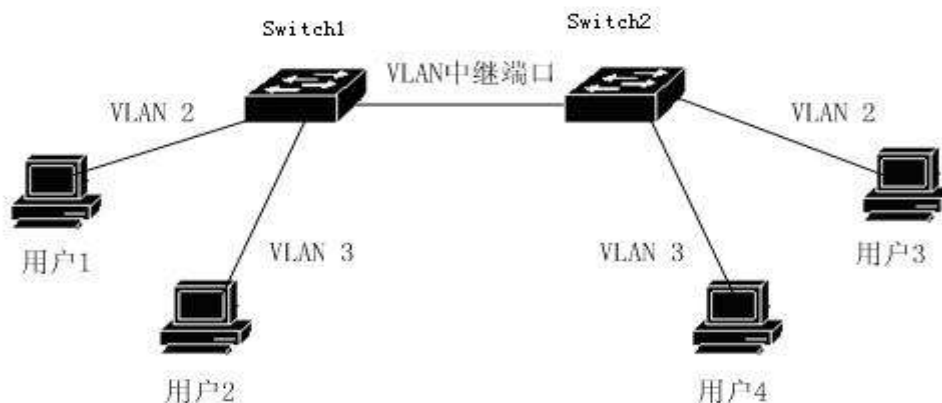 Switch1
Switch2
VLAN中继端口
VLAN 2
VLAN 2
用户1
VLAN 3
VLAN 3
用户3
用户2
用户4